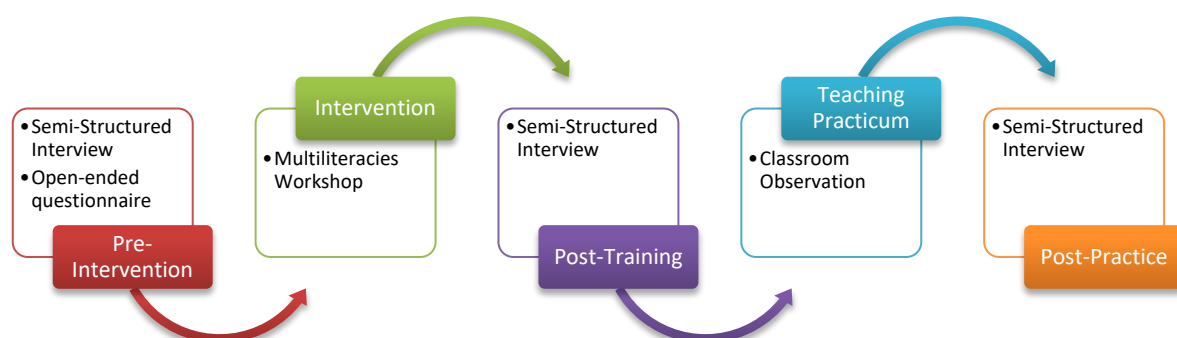 •Semi-Structured
Interview
•Open-ended
questionnaire
Pre-
Intervention
Intervention
•Multiliteracies
Workshop
•Semi-Structured
Interview
Post-Training
Teaching
Practicum
•Classroom
Observation
•Semi-Structured
Interview
Post-Practice